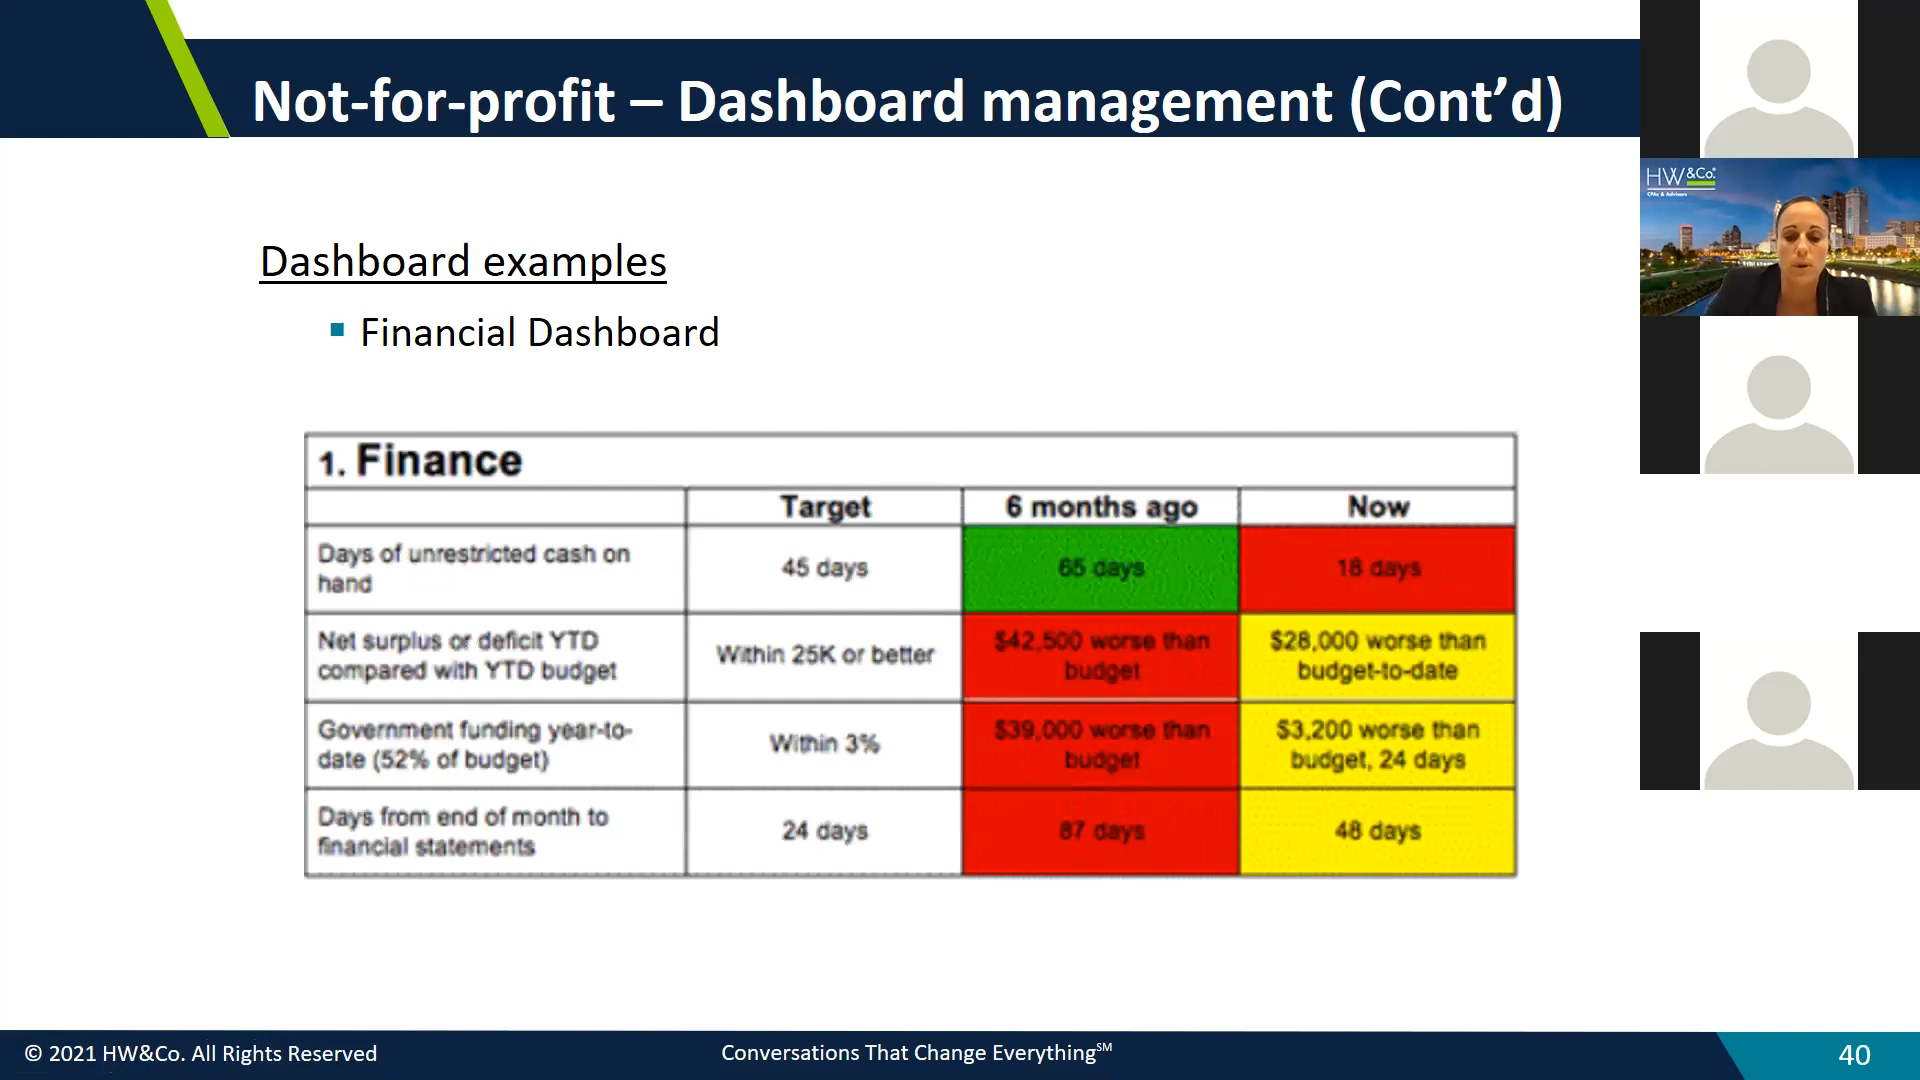 Not-for-profit – Dashboard management (Cont’d)
HW&Co.
CPAs & Advisors
Dashboard examples
▪ Financial Dashboard
1. Finance
Target 6 months ago Now
Days of unrestricted cash on
hand
45 days 65 days 18 days
Net surplus or deficit YTD
compared with YTD budget
Within 25K or better
$42,500 worse than
budget
$28,000 worse than
budget-to-date
Government funding year-to-
date (52% of budget)
Within 3%
$39,000 worse than
budget
$3,200 worse than
budget, 24 days
Days from end of month to
financial statements
24 days 87 days 48 days
© 2021 HW&Co. All Rights Reserved
Conversations That Change Everything℠
40